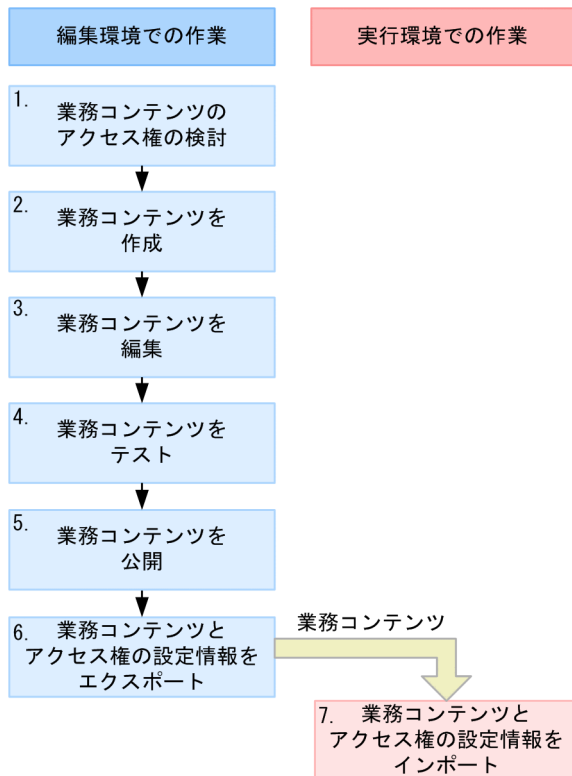 編集環境での作業
実行環境での作業
1.
業務コンテンツの
アクセス権の検討
2.
業務コンテンツを
作成
3.
業務コンテンツを
編集
4.
業務コンテンツを
テスト
5.
業務コンテンツを
公開
6.
業務コンテンツと
アクセス権の設定情報を
エクスポート
業務コンテンツ
7.
業務コンテンツと
アクセス権の設定情報を
インポート